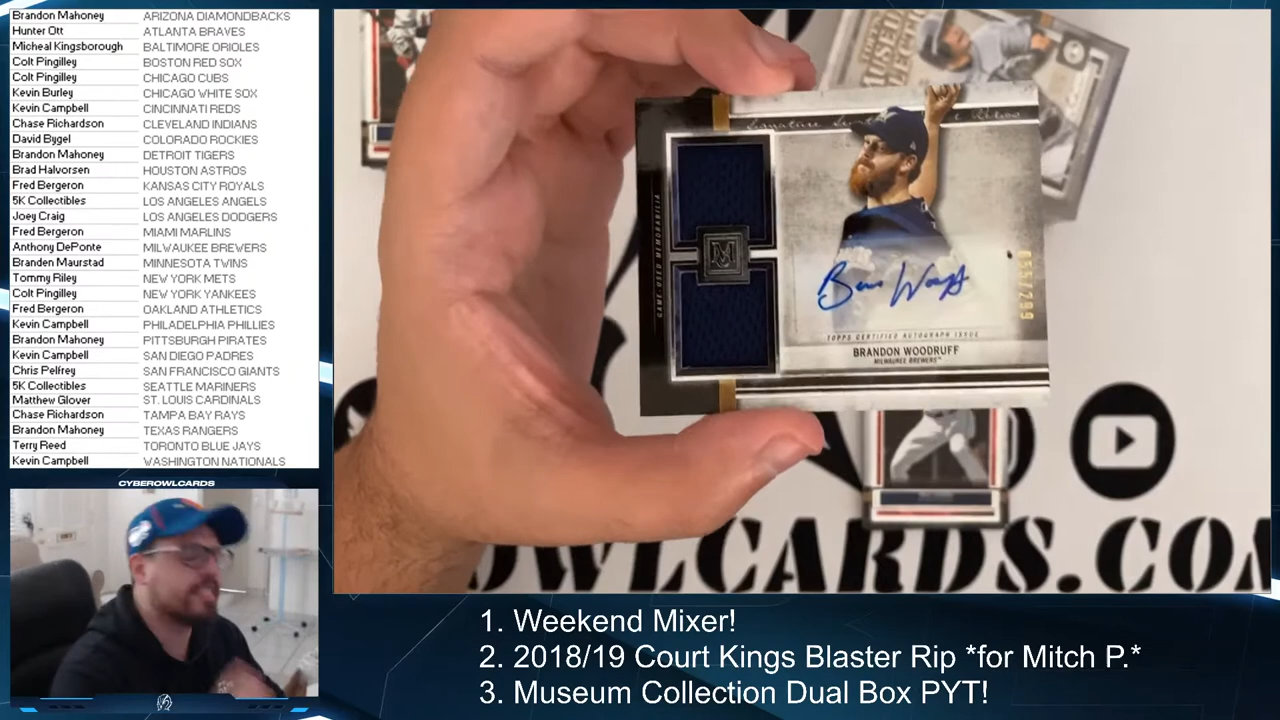 Brandon Mahoney ARIZONA DIAMONDBACKS
Hunter Ott ATLANTA BRAVES
Micheal Kingsborough BALTIMORE ORIOLES
Colt Pingilley BOSTON RED SOX
Colt Pingilley CHICAGO CUBS
Kevin Burley CHICAGO WHITE SOX
Kevin Campbell CINCINNATI REDS
Chase Richardson CLEVELAND INDIANS
David Bygel COLORADO ROCKIES
Brandon Mahoney DETROIT TIGERS
Brad Halvorsen HOUSTON ASTROS
Fred Bergeron KANSAS CITY ROYALS
5K Collectibles LOS ANGELES ANGELS
Joey Craig LOS ANGELES DODGERS
Fred Bergeron MIAMI MARLINS
Anthony DePonte MILWAUKEE BREWERS
Branden Maurstad MINNESOTA TWINS
Tommy Riley NEW YORK METS
Colt Pingilley NEW YORK YANKEES
Fred Bergeron OAKLAND ATHLETICS
Kevin Campbell PHILADELPHIA PHILLIES
Brandon Mahoney PITTSBURGH PIRATES
Kevin Campbell SAN DIEGO PADRES
Chris Pelfrey SAN FRANCISCO GIANTS
5K Collectibles SEATTLE MARINERS
Matthew Glover ST. LOUIS CARDINALS
Chase Richardson TAMPA BAY RAYS
Brandon Mahoney TEXAS RANGERS
Terry Reed TORONTO BLUE JAYS
Kevin Campbell WASHINGTON NATIONALS
CYBEROWLCARDS
GAME-USED MEMORABILIA
TOPPS CERTIFIED AUTOGRAPH ISSUE
BRANDON WOODRUFF
MILWAUKEE BREWERS™
OWLCARDS.CO
1. Weekend Mixer!
2. 2018/19 Court Kings Blaster Rip *for Mitch P.*
3. Museum Collection Dual Box PYT!